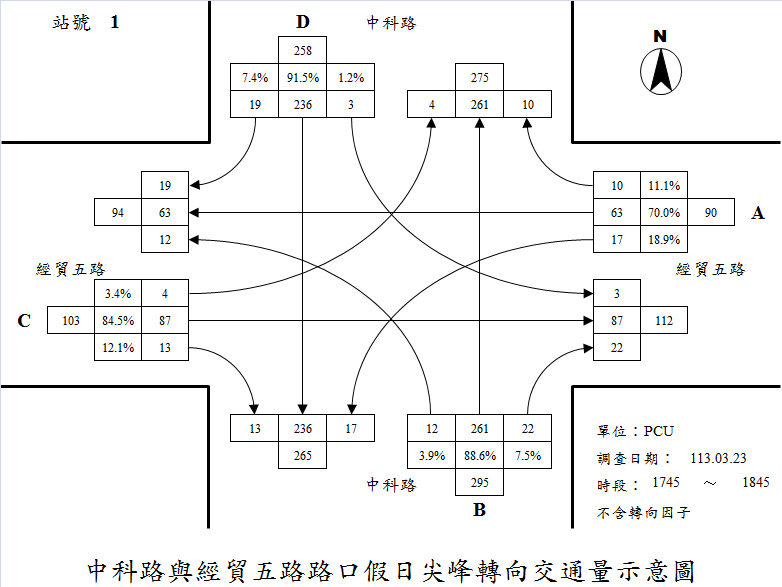 站號 1
D
中科路
N
258
7.4% 91.5% 1.2%
19 236 3
275
4 261 10
19
94 63
12
10 11.1%
63 70.0% 90
17 18.9%
A
經貿五路
經貿五路
3.4% 4
103 84.5% 87
12.1% 13
C
3
87 112
22
13 236 17
265
12 261 22
3.9% 88.6% 7.5%
295
中科路
B
單位：PCU
調查日期： 113.03.23
時段： 1745 ～ 1845
不含轉向因子
中科路與經貿五路路口假日尖峰轉向交通量示意圖